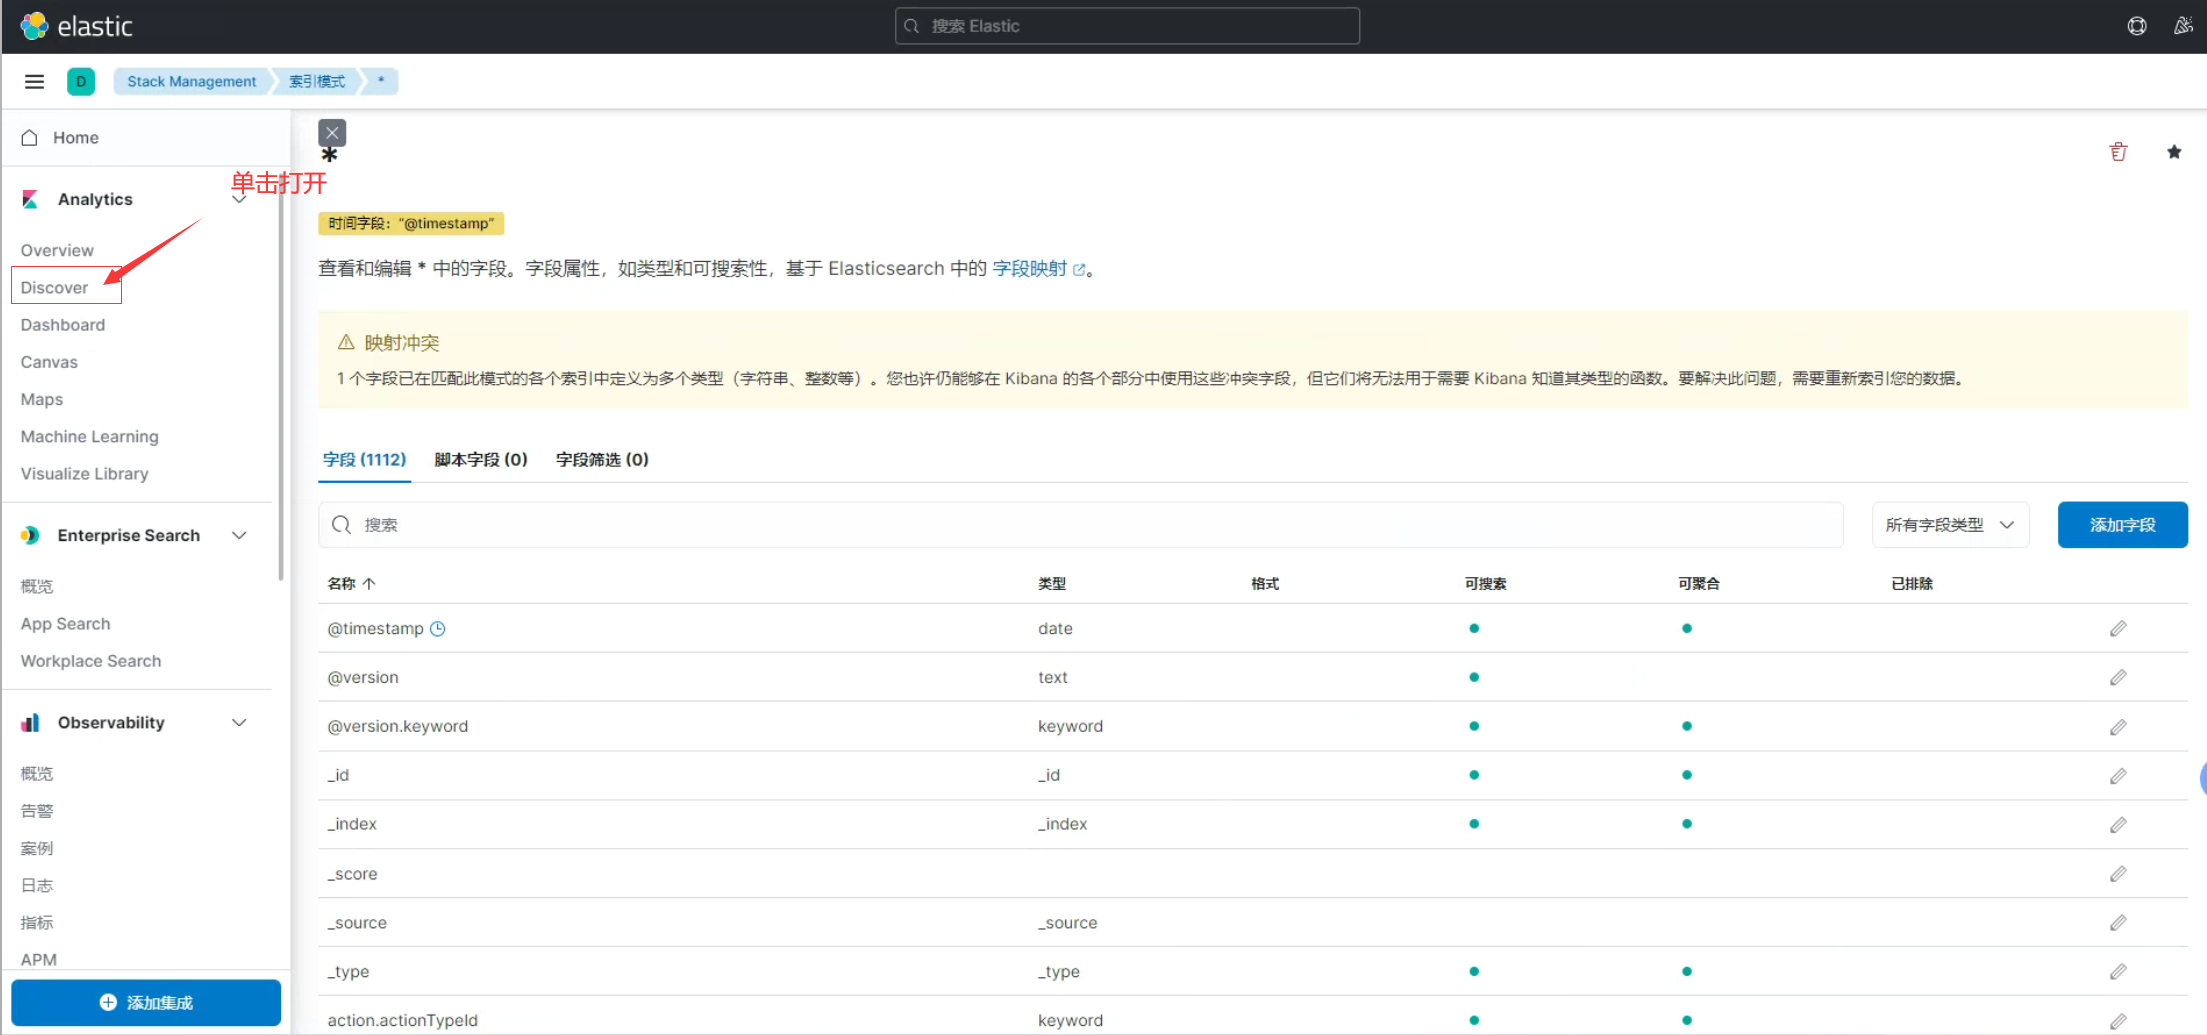 elastic
搜索 Elastic
D
Stack Management
索引模式
*
Home
Analytics
单击打开
Overview
Discover
Dashboard
Canvas
Maps
Machine Learning
Visualize Library
Enterprise Search
概览
App Search
Workplace Search
Observability
概览
告警
案例
日志
指标
APM
添加集成
*
时间字段：“@timestamp”
查看和编辑 * 中的字段。字段属性，如类型和可搜索性，基于 Elasticsearch 中的 字段映射。
映射冲突
1 个字段已在匹配此模式的各个索引中定义为多个类型（字符串、整数等）。您也许仍能够在 Kibana 的各个部分中使用这些冲突字段，但它们将无法用于需要 Kibana 知道其类型的函数。要解决此问题，需要重新索引您的数据。
字段 (1112) 脚本字段 (0) 字段筛选 (0)
搜索 所有字段类型 添加字段
名称 类型 格式 可搜索 可聚合 已排除
@timestamp date
@version text
@version.keyword keyword
_id _id
_index _index
_score
_source _source
_type _type
action.actionTypeId keyword